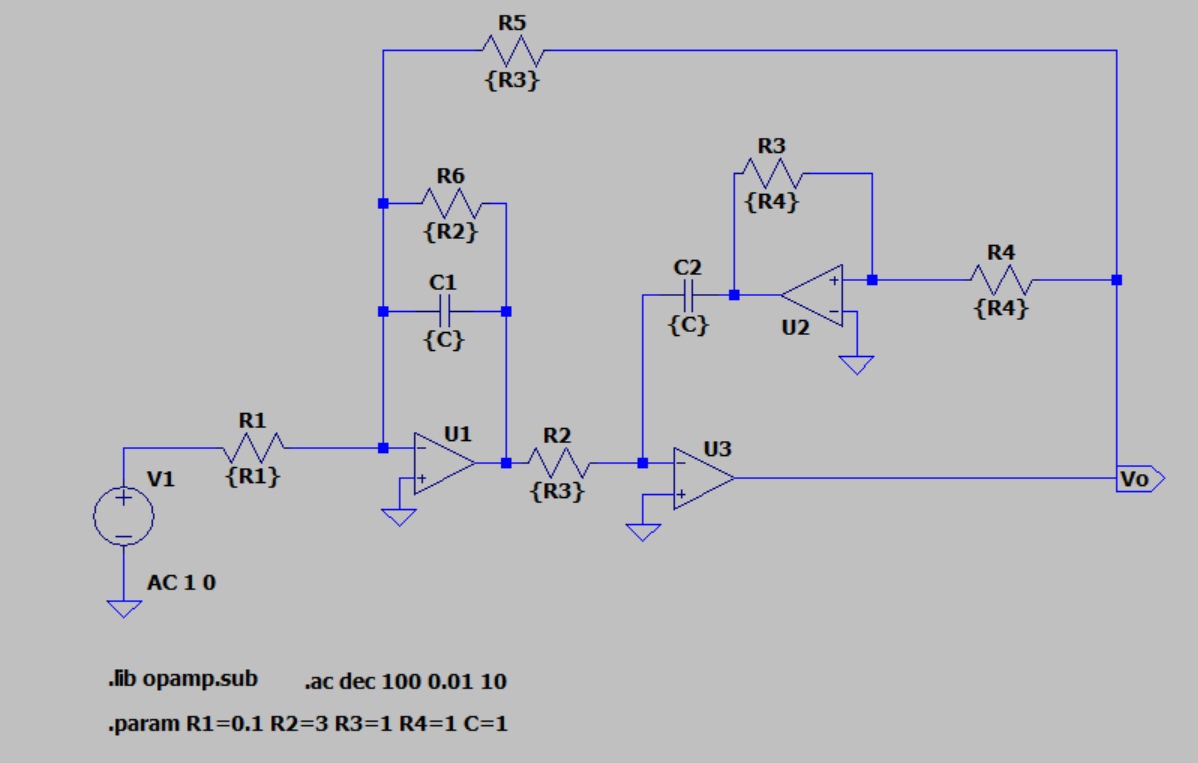 R5
{R3}
R3
{R4}
R6
{R2}
R4
{R4}
C2
{C}
C1
{C}
+
−
U2
R1
{R1}
−
+
U1
R2
{R3}
−
+
U3
V1
+
−
Vo
AC 1 0
.lib opamp.sub .ac dec 100 0.01 10
.param R1=0.1 R2=3 R3=1 R4=1 C=1